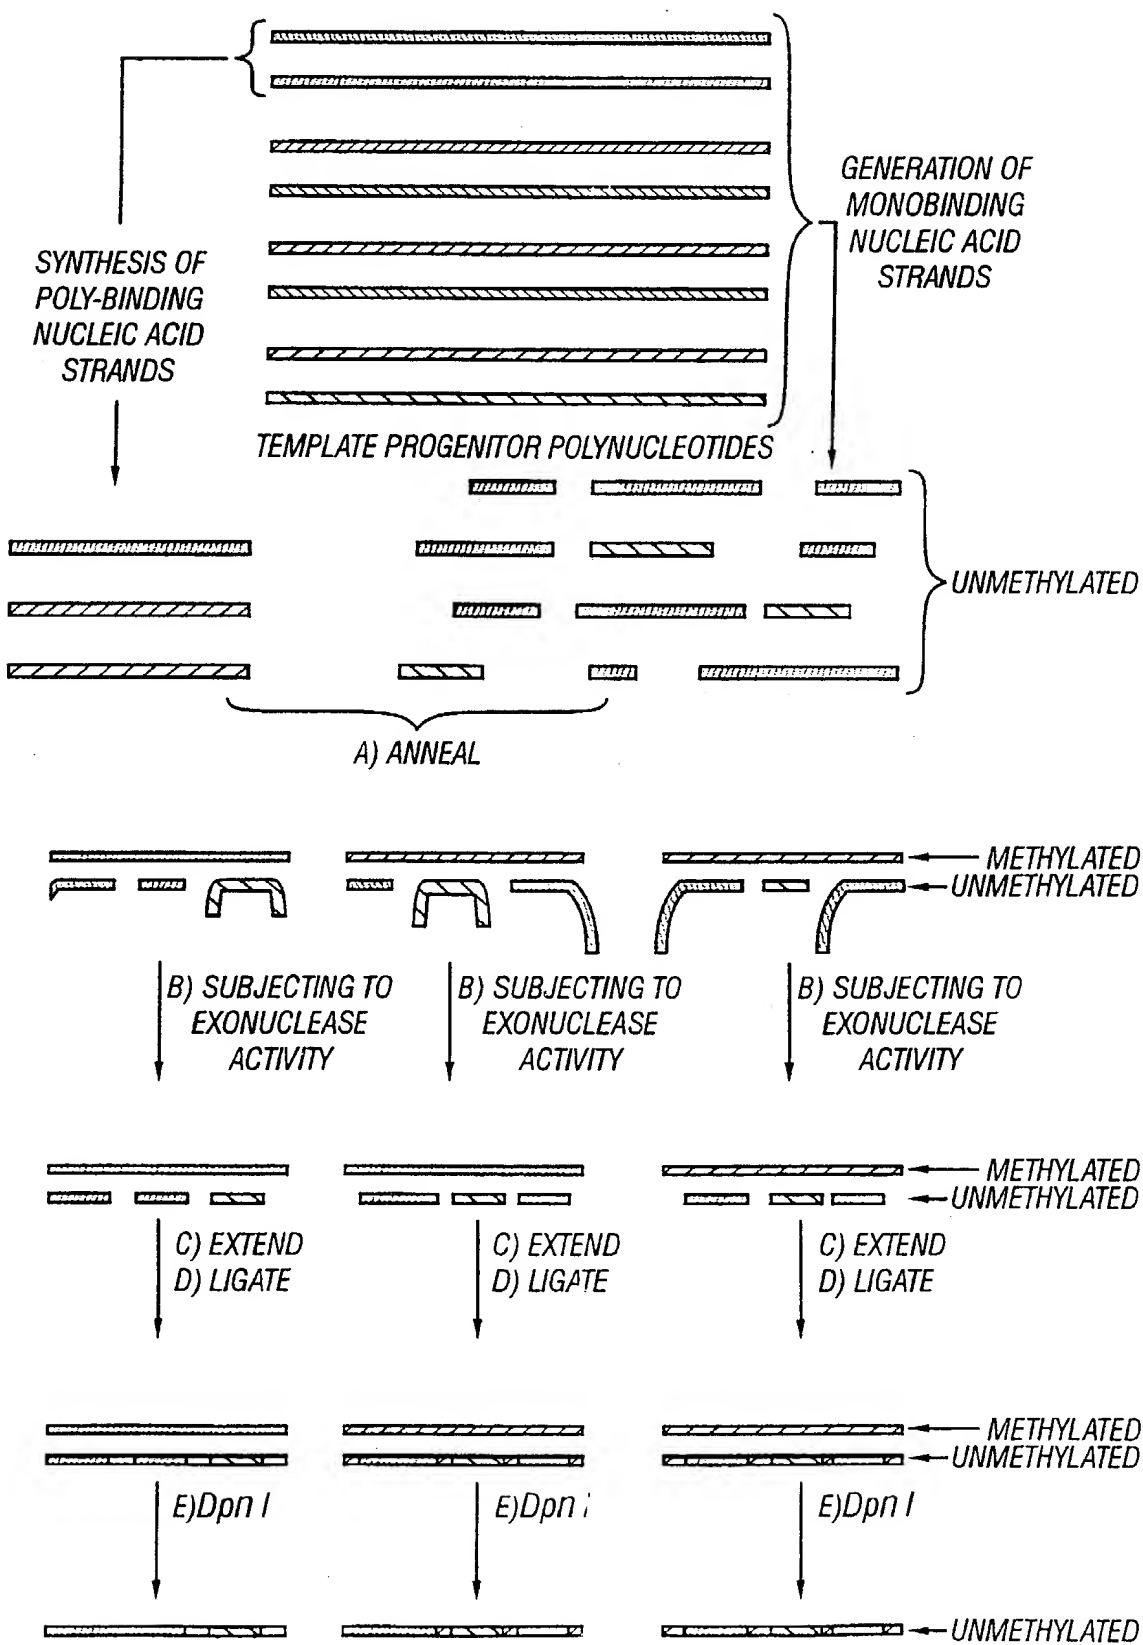 GENERATION OF
MONOBINDING
NUCLEIC ACID
STRANDS
SYNTHESIS OF
POLY-BINDING
NUCLEIC ACID
STRANDS
TEMPLATE PROGENITOR POLYNUCLEOTIDES
UNMETHYLATED
A) ANNEAL
METHYLATED
UNMETHYLATED
B) SUBJECTING TO
EXONUCLEASE
ACTIVITY
B) SUBJECTING TO
EXONUCLEASE
ACTIVITY
B) SUBJECTING TO
EXONUCLEASE
ACTIVITY
METHYLATED
UNMETHYLATED
C) EXTEND
D) LIGATE
C) EXTEND
D) LIGATE
C) EXTEND
D) LIGATE
METHYLATED
UNMETHYLATED
E)Dpn I
E)Dpn I
E)Dpn I
UNMETHYLATED